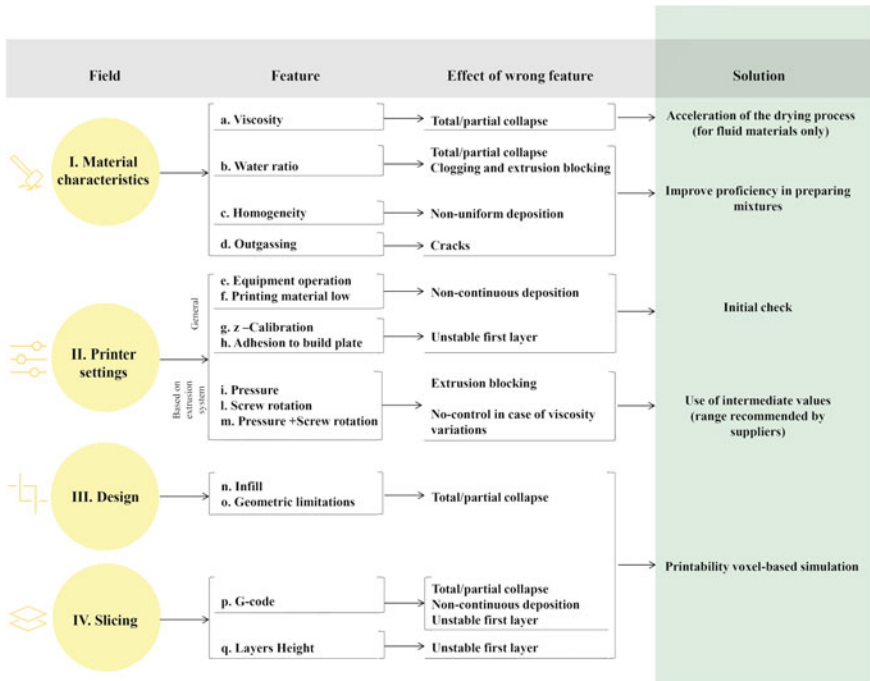 Field
Feature
Effect of wrong feature
Solution
I. Material
characteristics
a. Viscosity
Total/partial collapse
Acceleration of the drying process
(for fluid materials only)
b. Water ratio
Total/partial collapse
Clogging and extrusion blocking
Improve proficiency in preparing
mixtures
c. Homogeneity
Non-uniform deposition
d. Outgassing
Cracks
II. Printer
settings
General
e. Equipment operation
f. Printing material low
Non-continuous deposition
Initial check
g. z –Calibration
h. Adhesion to build plate
Unstable first layer
Based on
extrusion
system
i. Pressure
l. Screw rotation
m. Pressure +Screw rotation
Extrusion blocking
No-control in case of viscosity
variations
Use of intermediate values
(range recommended by
suppliers)
III. Design
n. Infill
o. Geometric limitations
Total/partial collapse
Printability voxel-based simulation
IV. Slicing
p. G-code
Total/partial collapse
Non-continuous deposition
Unstable first layer
q. Layers Height
Unstable first layer